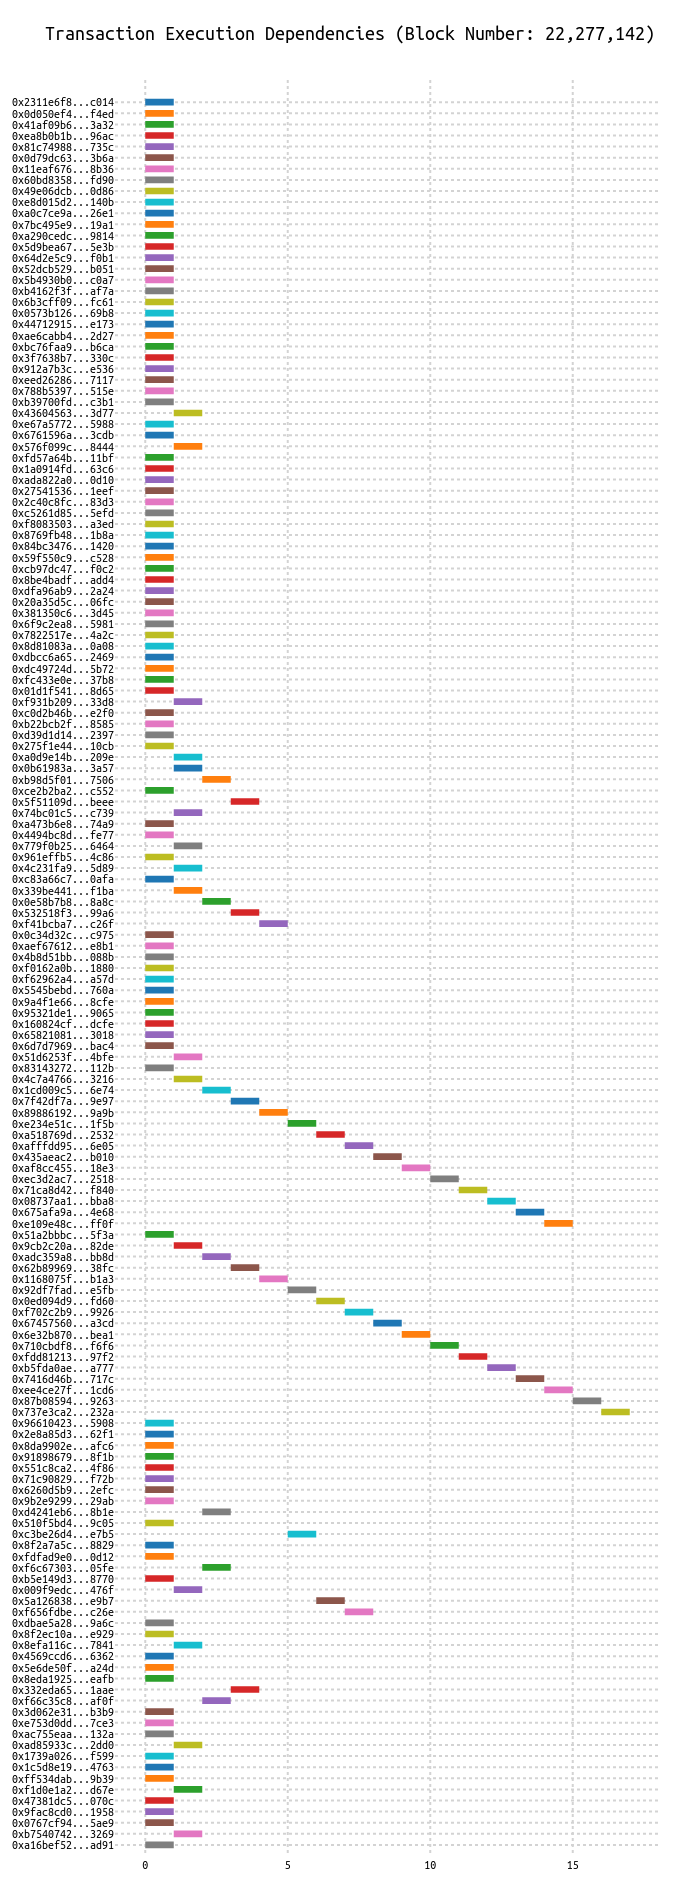 Transaction Execution Dependencies (Block Number: 22,277,142)
0x2311e6f8...c014
0x0d050ef4...f4ed
0x41af09b6...3a32
0xea8b0b1b...96ac
0x81c74988...735c
0x0d79dc63...3b6a
0x11eaf676...8b36
0x60bd8358...fd90
0x49e06dcb...0d86
0xe8d015d2...140b
0xa0c7ce9a...26e1
0x7bc495e9...19a1
0xa290cedc...9814
0x5d9bea67...5e3b
0x64d2e5c9...f0b1
0x52dcb529...b051
0x5b4930b0...c0a7
0xb4162f3f...af7a
0x6b3cff09...fc61
0x0573b126...69b8
0x44712915...e173
0xae6cabb4...2d27
0xbc76faa9...b6ca
0x3f7638b7...330c
0x912a7b3c...e536
0xeed26286...7117
0x788b5397...515e
0xb39700fd...c3b1
0x43604563...3d77
0xe67a5772...5988
0x6761596a...3cdb
0x576f099c...8444
0xfd57a64b...11bf
0x1a0914fd...63c6
0xada822a0...0d10
0x27541536...1eef
0x2c40c8fc...83d3
0xc5261d85...5efd
0xf8083503...a3ed
0x8769fb48...1b8a
0x84bc3476...1420
0x59f550c9...c528
0xcb97dc47...f0c2
0x8be4badf...add4
0xdfa96ab9...2a24
0x20a35d5c...06fc
0x381350c6...3d45
0x6f9c2ea8...5981
0x7822517e...4a2c
0x8d81083a...0a08
0xdbcc6a65...2469
0xdc49724d...5b72
0xfc433e0e...37b8
0x01d1f541...8d65
0xf931b209...33d8
0xc0d2b46b...e2f0
0xb22bcb2f...8585
0xd39d1d14...2397
0x275f1e44...10cb
0xa0d9e14b...209e
0x0b61983a...3a57
0xb98d5f01...7506
0xce2b2ba2...c552
0x5f51109d...beee
0x74bc01c5...c739
0xa473b6e8...74a9
0x4494bc8d...fe77
0x779f0b25...6464
0x961effb5...4c86
0x4c231fa9...5d89
0xc83a66c7...0afa
0x339be441...f1ba
0x0e58b7b8...8a8c
0x532518f3...99a6
0xf41bcba7...c26f
0x0c34d32c...c975
0xaef67612...e8b1
0x4b8d51bb...088b
0xf0162a0b...1880
0xf62962a4...a57d
0x5545bebd...760a
0x9a4f1e66...8cfe
0x95321de1...9065
0x160824cf...dcfe
0x65821081...3018
0x6d7d7969...bac4
0x51d6253f...4bfe
0x83143272...112b
0x4c7a4766...3216
0x1cd009c5...6e74
0x7f42df7a...9e97
0x89886192...9a9b
0xe234e51c...1f5b
0xa518769d...2532
0xafffdd95...6e05
0x435aeac2...b010
0xaf8cc455...18e3
0xec3d2ac7...2518
0x71ca8d42...f840
0x08737aa1...bba8
0x675afa9a...4e68
0xe109e48c...ff0f
0x51a2bbbc...5f3a
0x9cb2c20a...82de
0xadc359a8...bb8d
0x62b89969...38fc
0x1168075f...b1a3
0x92df7fad...e5fb
0x0ed094d9...fd60
0xf702c2b9...9926
0x67457560...a3cd
0x6e32b870...bea1
0x710cbdf8...f6f6
0xfdd81213...97f2
0xb5fda0ae...a777
0x7416d46b...717c
0xee4ce27f...1cd6
0x87b08594...9263
0x737e3ca2...232a
0x96610423...5908
0x2e8a85d3...62f1
0x8da9902e...afc6
0x91898679...8f1b
0x551c8ca2...4f86
0x71c90829...f72b
0x6260d5b9...2efc
0x9b2e9299...29ab
0xd4241eb6...8b1e
0x510f5bd4...9c05
0xc3be26d4...e7b5
0x8f2a7a5c...8829
0xfdfad9e0...0d12
0xf6c67303...05fe
0xb5e149d3...8770
0x009f9edc...476f
0x5a126838...e9b7
0xf656fdbe...c26e
0xdbae5a28...9a6c
0x8f2ec10a...e929
0x8efa116c...7841
0x4569ccd6...6362
0x5e6de50f...a24d
0x8eda1925...eafb
0x332eda65...1aae
0xf66c35c8...af0f
0x3d062e31...b3b9
0xe753d0dd...7ce3
0xac755eaa...132a
0xad85933c...2dd0
0x1739a026...f599
0x1c5d8e19...4763
0xff534dab...9b39
0xf1d0e1a2...d67e
0x47381dc5...070c
0x9fac8cd0...1958
0x0767cf94...5ae9
0xb7540742...3269
0xa16bef52...ad91
0 5 10 15